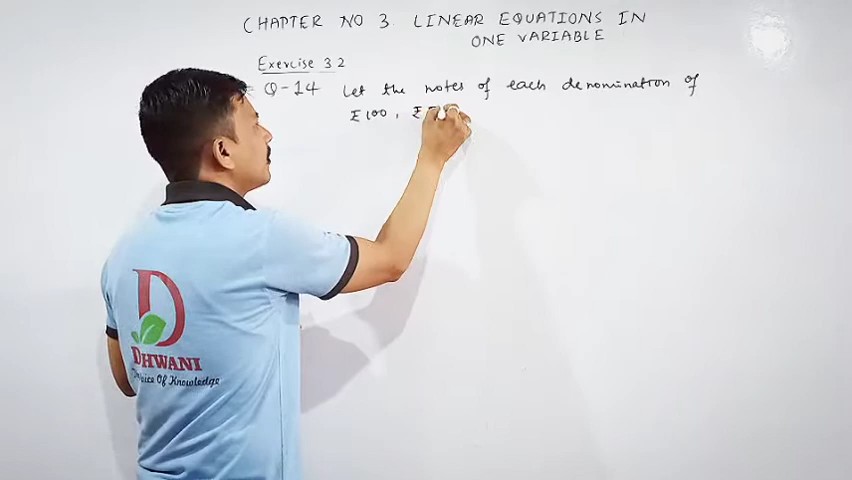 CHAPTER NO 3. LINEAR EQUATIONS IN
ONE VARIABLE
Exercise 3.2
Q-14 Let the notes of each denomination of
₹100, ₹
D
DHWANI
Voice Of Knowledge